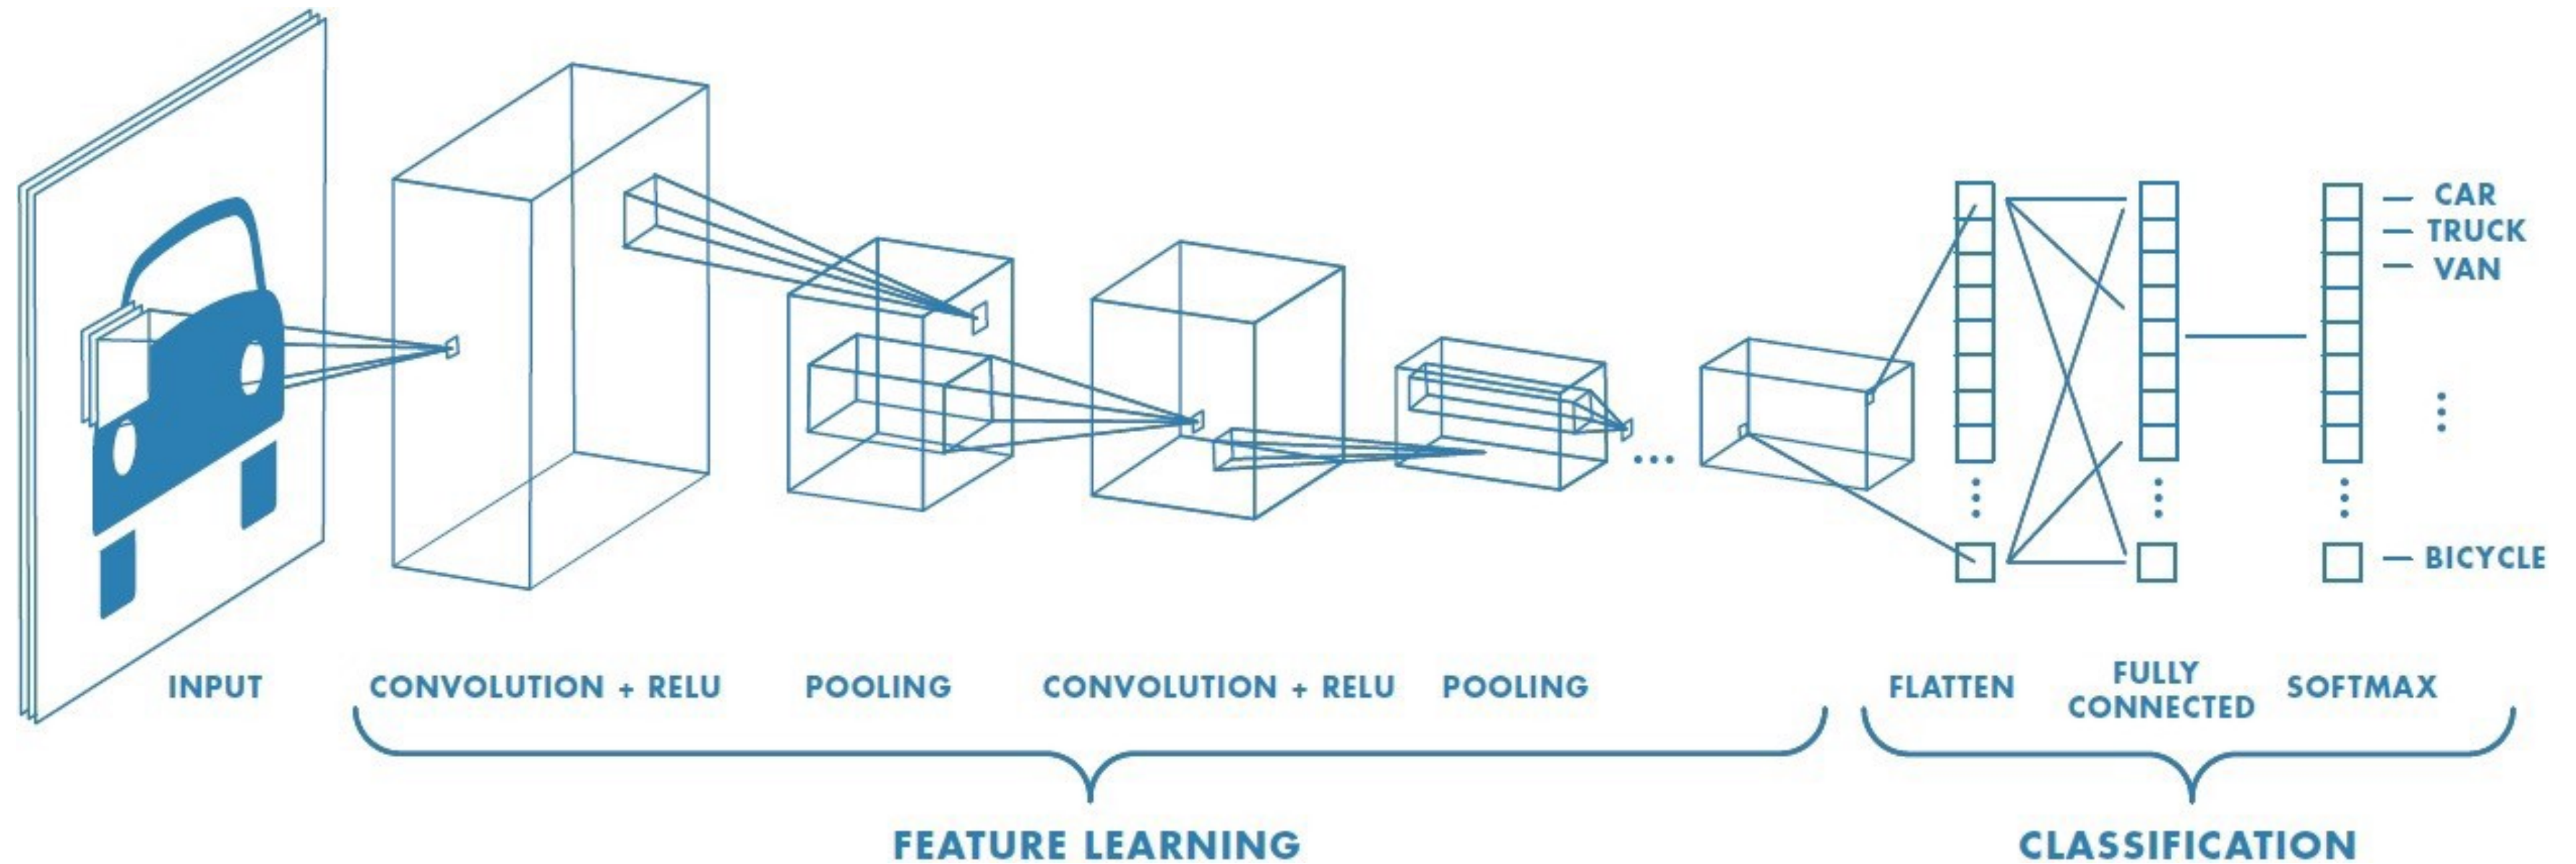 CAR
TRUCK
VAN
BICYCLE
INPUT
CONVOLUTION + RELU
POOLING
CONVOLUTION + RELU
POOLING
FLATTEN
FULLY
CONNECTED
SOFTMAX
FEATURE LEARNING
CLASSIFICATION